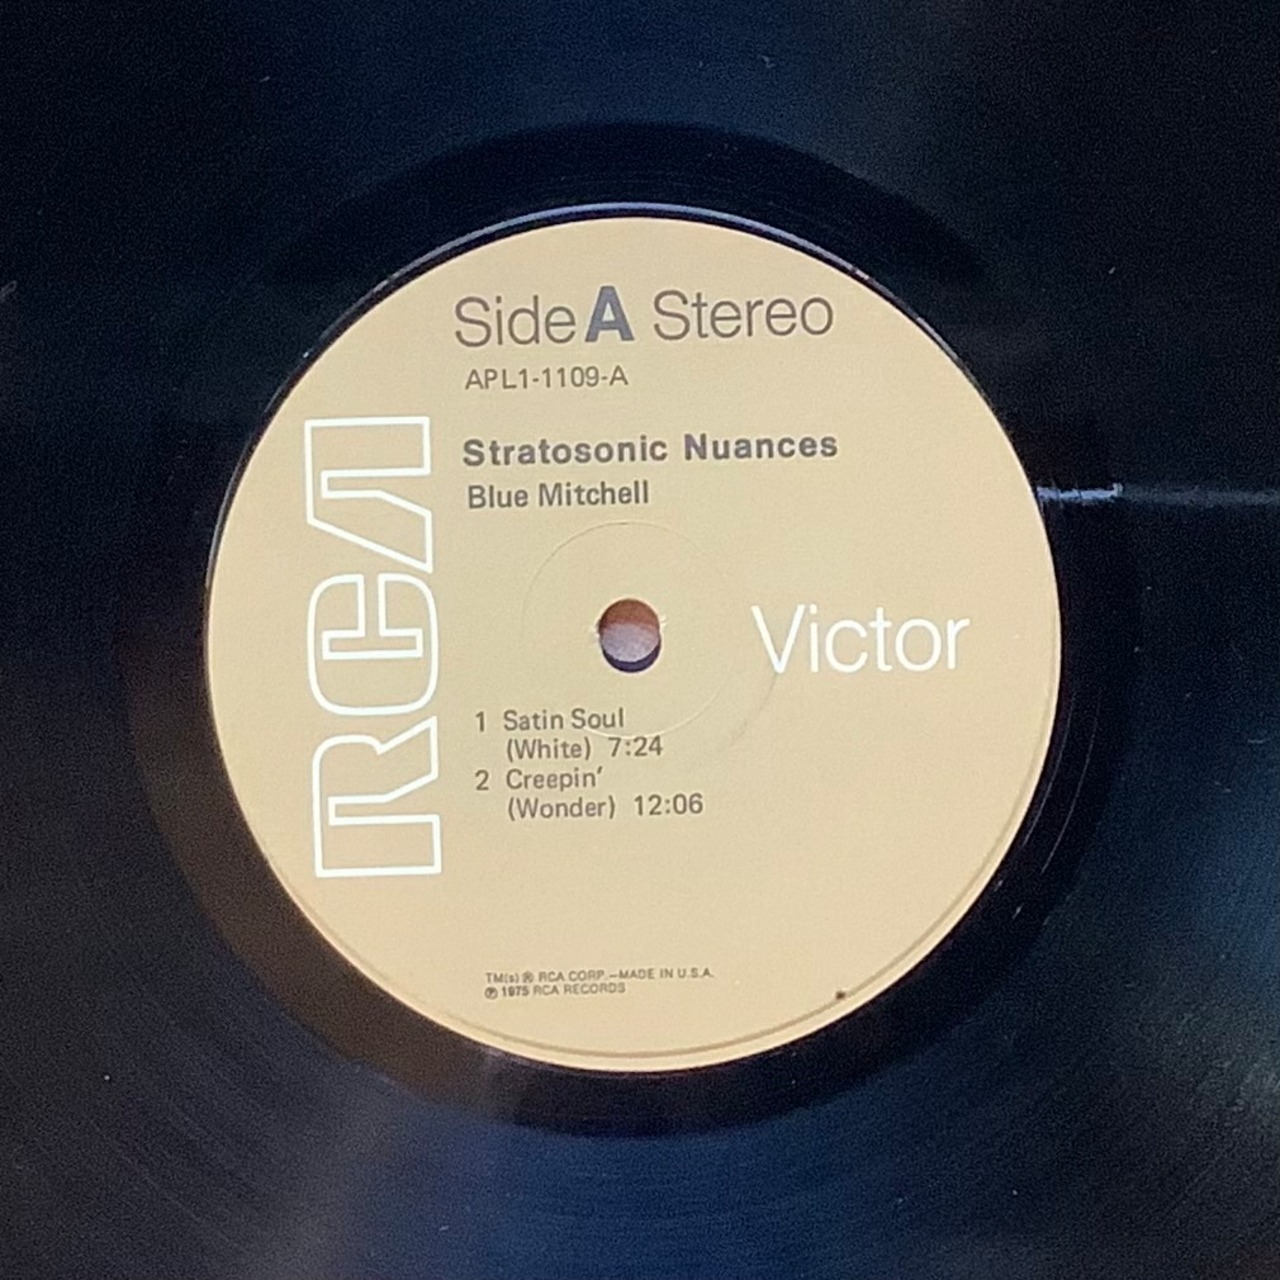 Side A Stereo
APL1-1109-A
Stratosonic Nuances
Blue Mitchell
RCA
Victor
1 Satin Soul
(White) 7:24
2 Creepin'
(Wonder) 12:06
TM(s) ® RCA CORP.—MADE IN U.S.A.
℗ 1975 RCA RECORDS